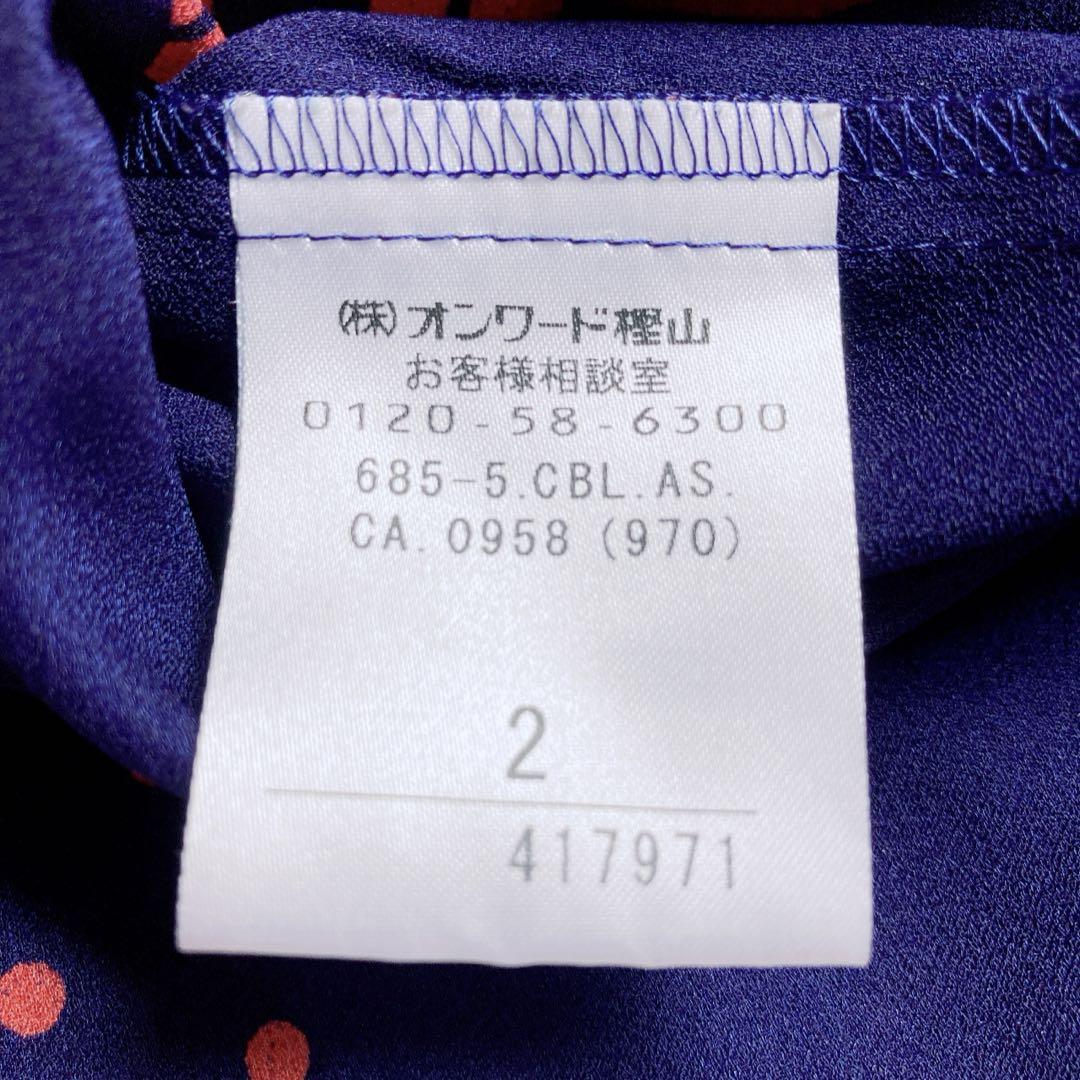 (株)オンワード樫山
お客様相談室
0120-58-6300
685-5.CBL.AS.
CA.0958(970)
2
417971